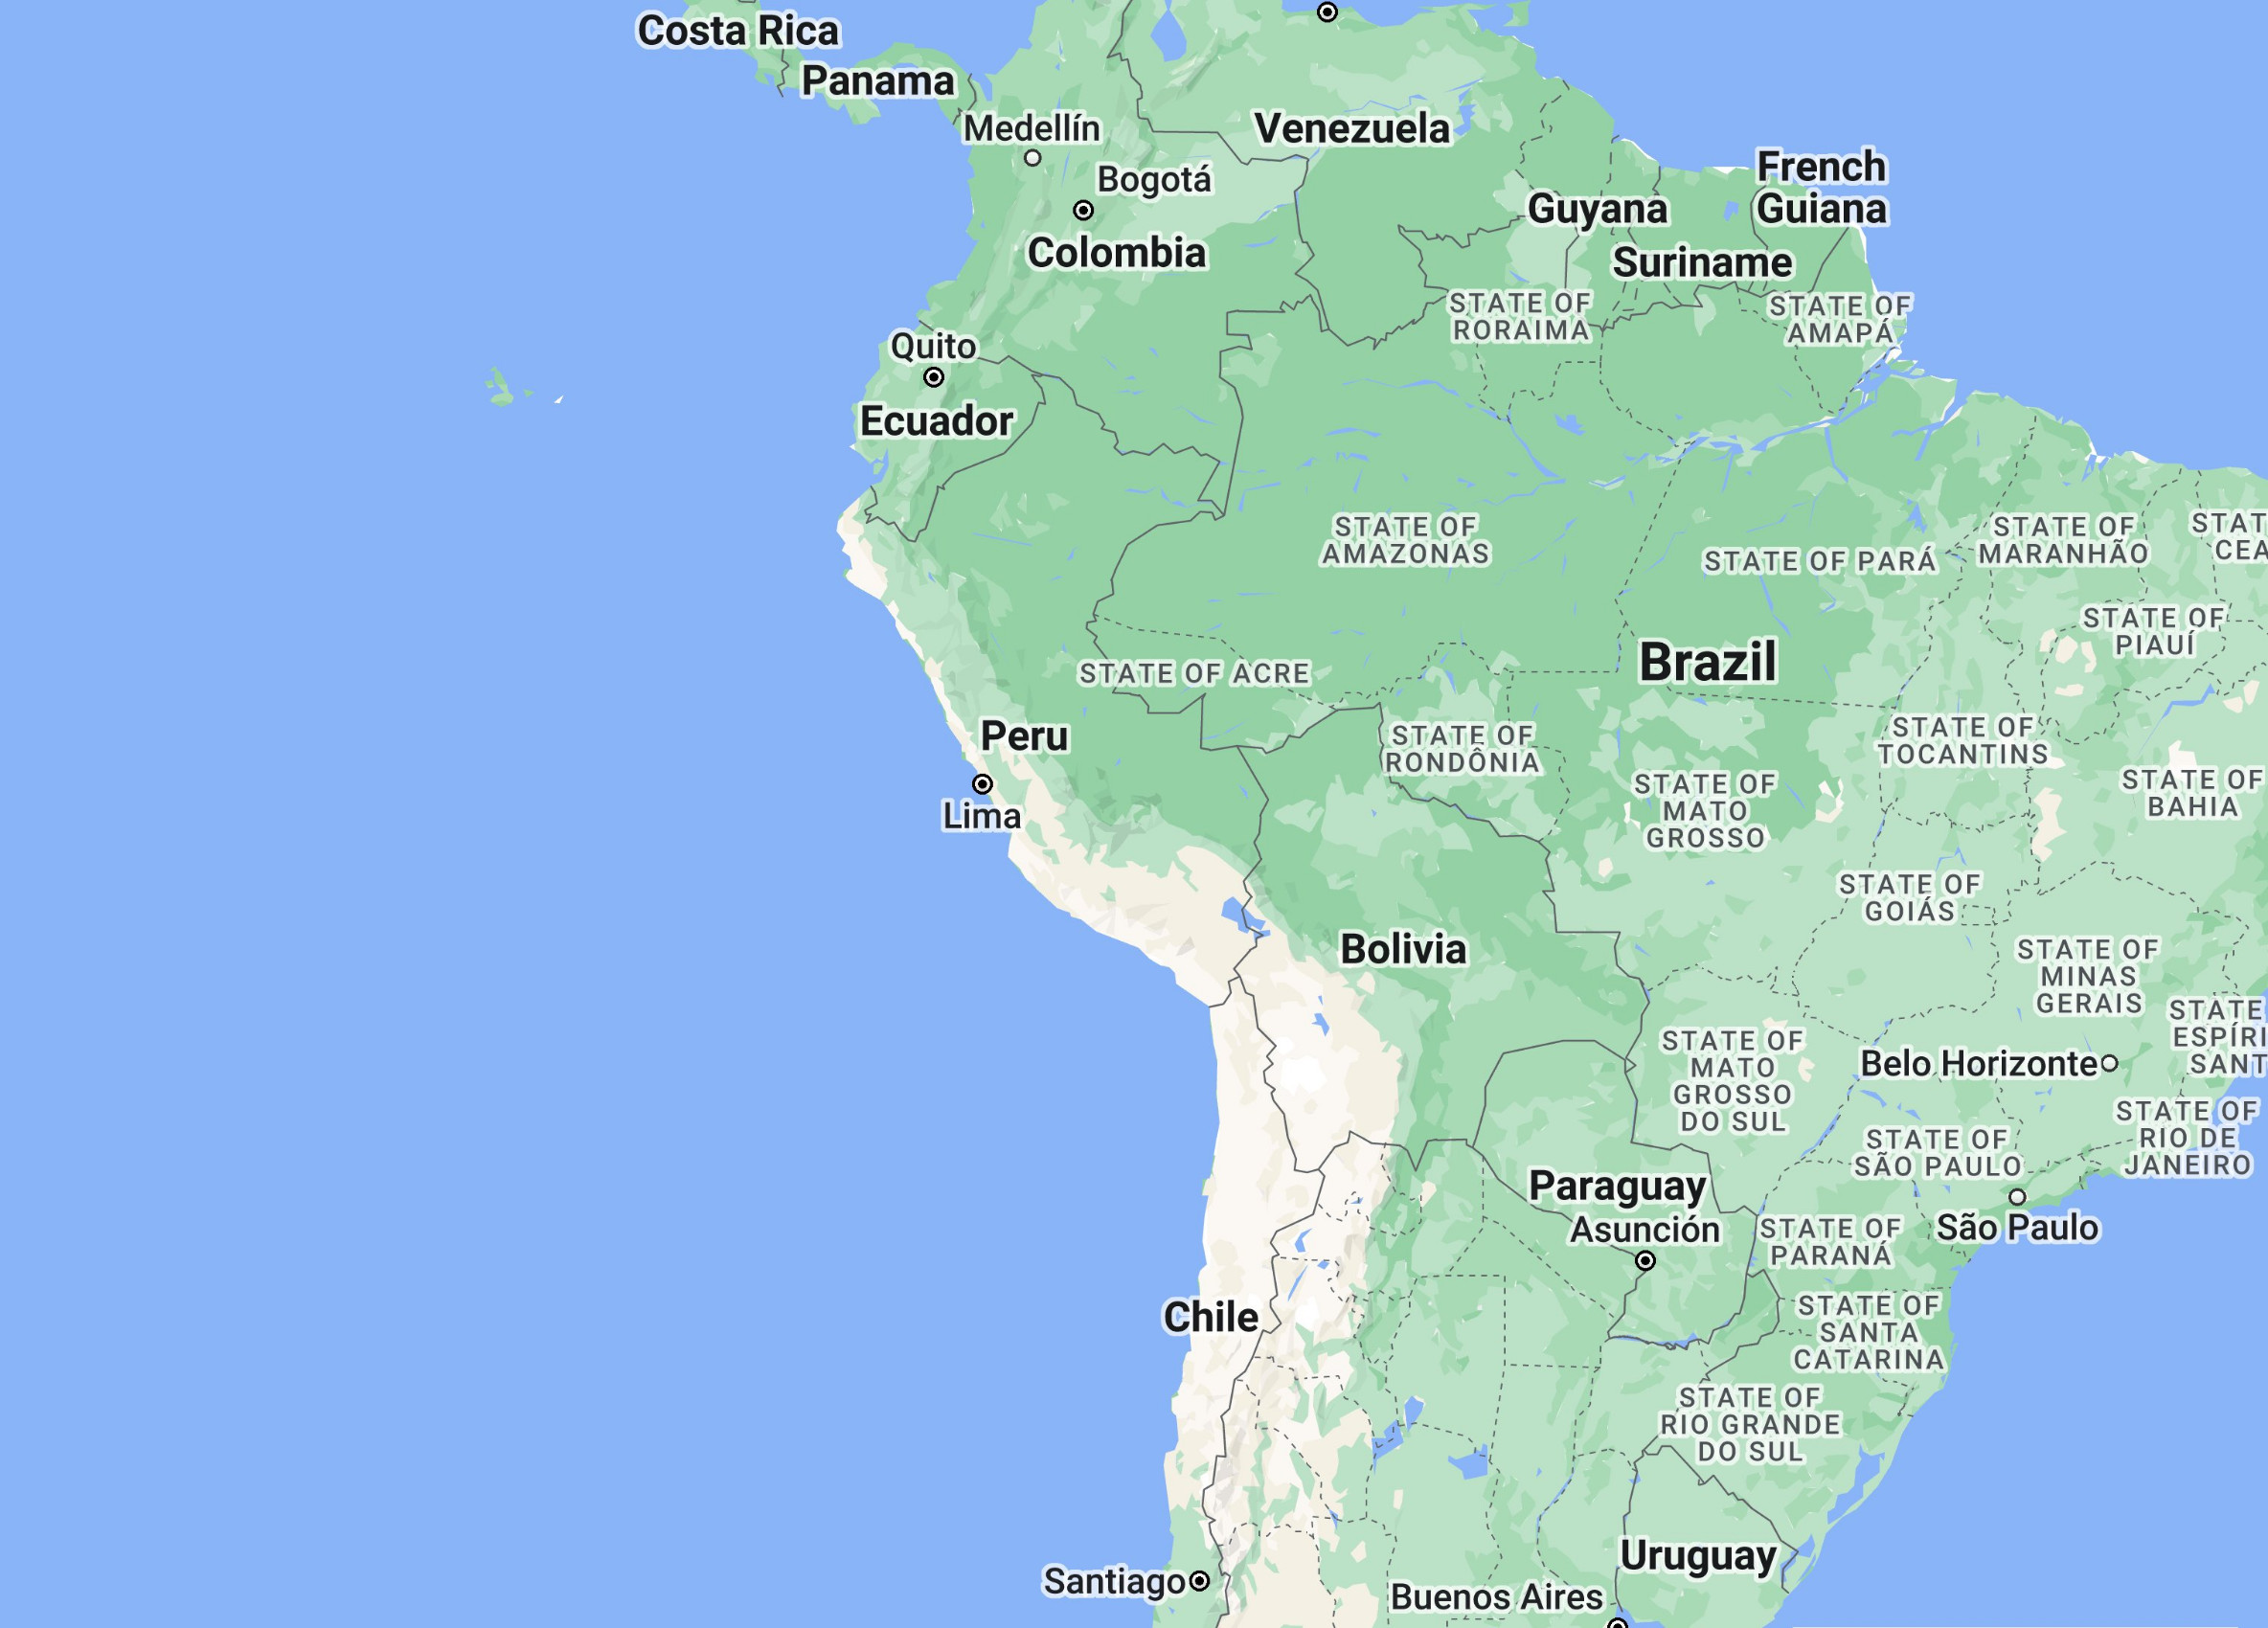 Costa Rica
Panama
Medellín
Bogotá
Colombia
Venezuela
Guyana
French
Guiana
Suriname
STATE OF
RORAIMA
STATE OF
AMAPÁ
Quito
Ecuador
STATE OF
AMAZONAS
STATE OF PARÁ
STATE OF
MARANHÃO
STAT
CEA
STATE OF
PIAUÍ
Brazil
STATE OF ACRE
Peru
Lima
STATE OF
RONDÔNIA
STATE OF
MATO
GROSSO
STATE OF
TOCANTINS
STATE OF
BAHIA
STATE OF
GOIÁS
Bolivia
STATE OF
MINAS
GERAIS
STATE
ESPÍRI
SANT
STATE OF
MATO
GROSSO
DO SUL
Belo Horizonte
STATE OF
RIO DE
JANEIRO
STATE OF
SÃO PAULO
São Paulo
Paraguay
Asunción
STATE OF
PARANÁ
Chile
STATE OF
SANTA
CATARINA
STATE OF
RIO GRANDE
DO SUL
Uruguay
Santiago
Buenos Aires